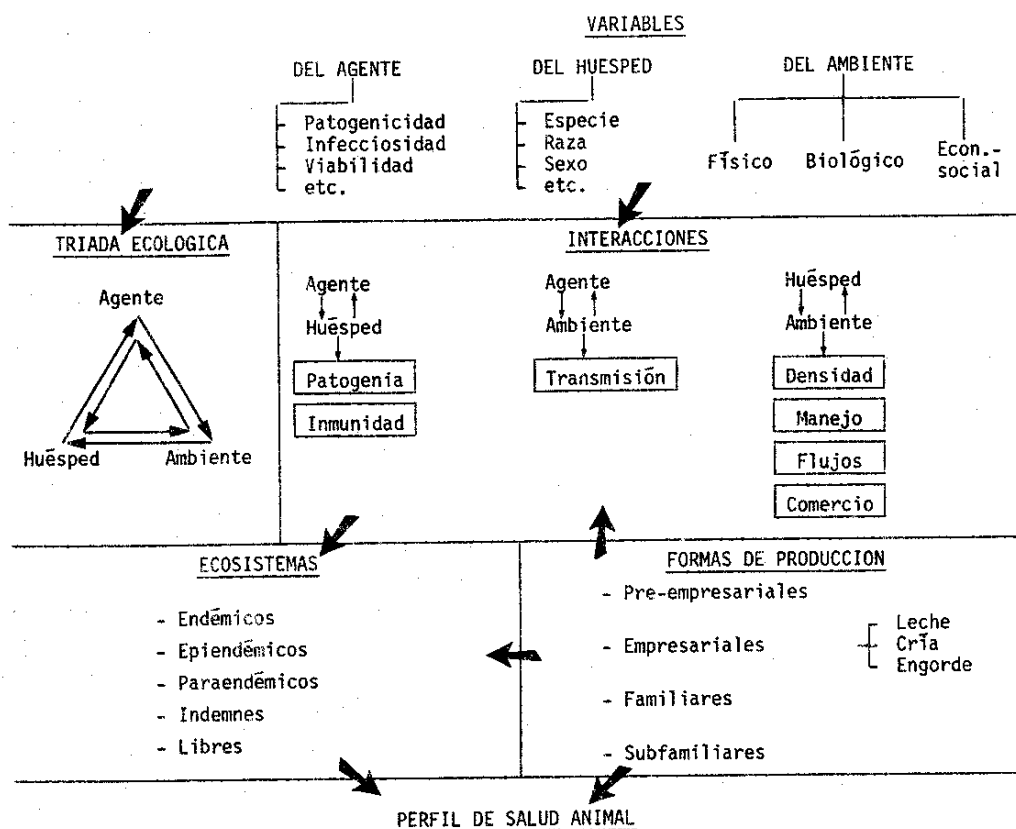 VARIABLES
DEL AGENTE
- Patogenicidad
- Infecciosidad
- Viabilidad
- etc.
DEL HUESPED
- Especie
- Raza
- Sexo
- etc.
DEL AMBIENTE
Físico
Biológico
Econ.-
social
TRIADA ECOLOGICA
Agente
Huésped
Ambiente
INTERACCIONES
Agente
Huésped
Patogenia
Inmunidad
Agente
Ambiente
Transmisión
Huésped
Ambiente
Densidad
Manejo
Flujos
Comercio
ECOSISTEMAS
- Endémicos
- Epiendémicos
- Paraendémicos
- Indemnes
- Libres
FORMAS DE PRODUCCION
- Pre-empresariales
- Empresariales
Leche
Cría
Engorde
- Familiares
- Subfamiliares
PERFIL DE SALUD ANIMAL